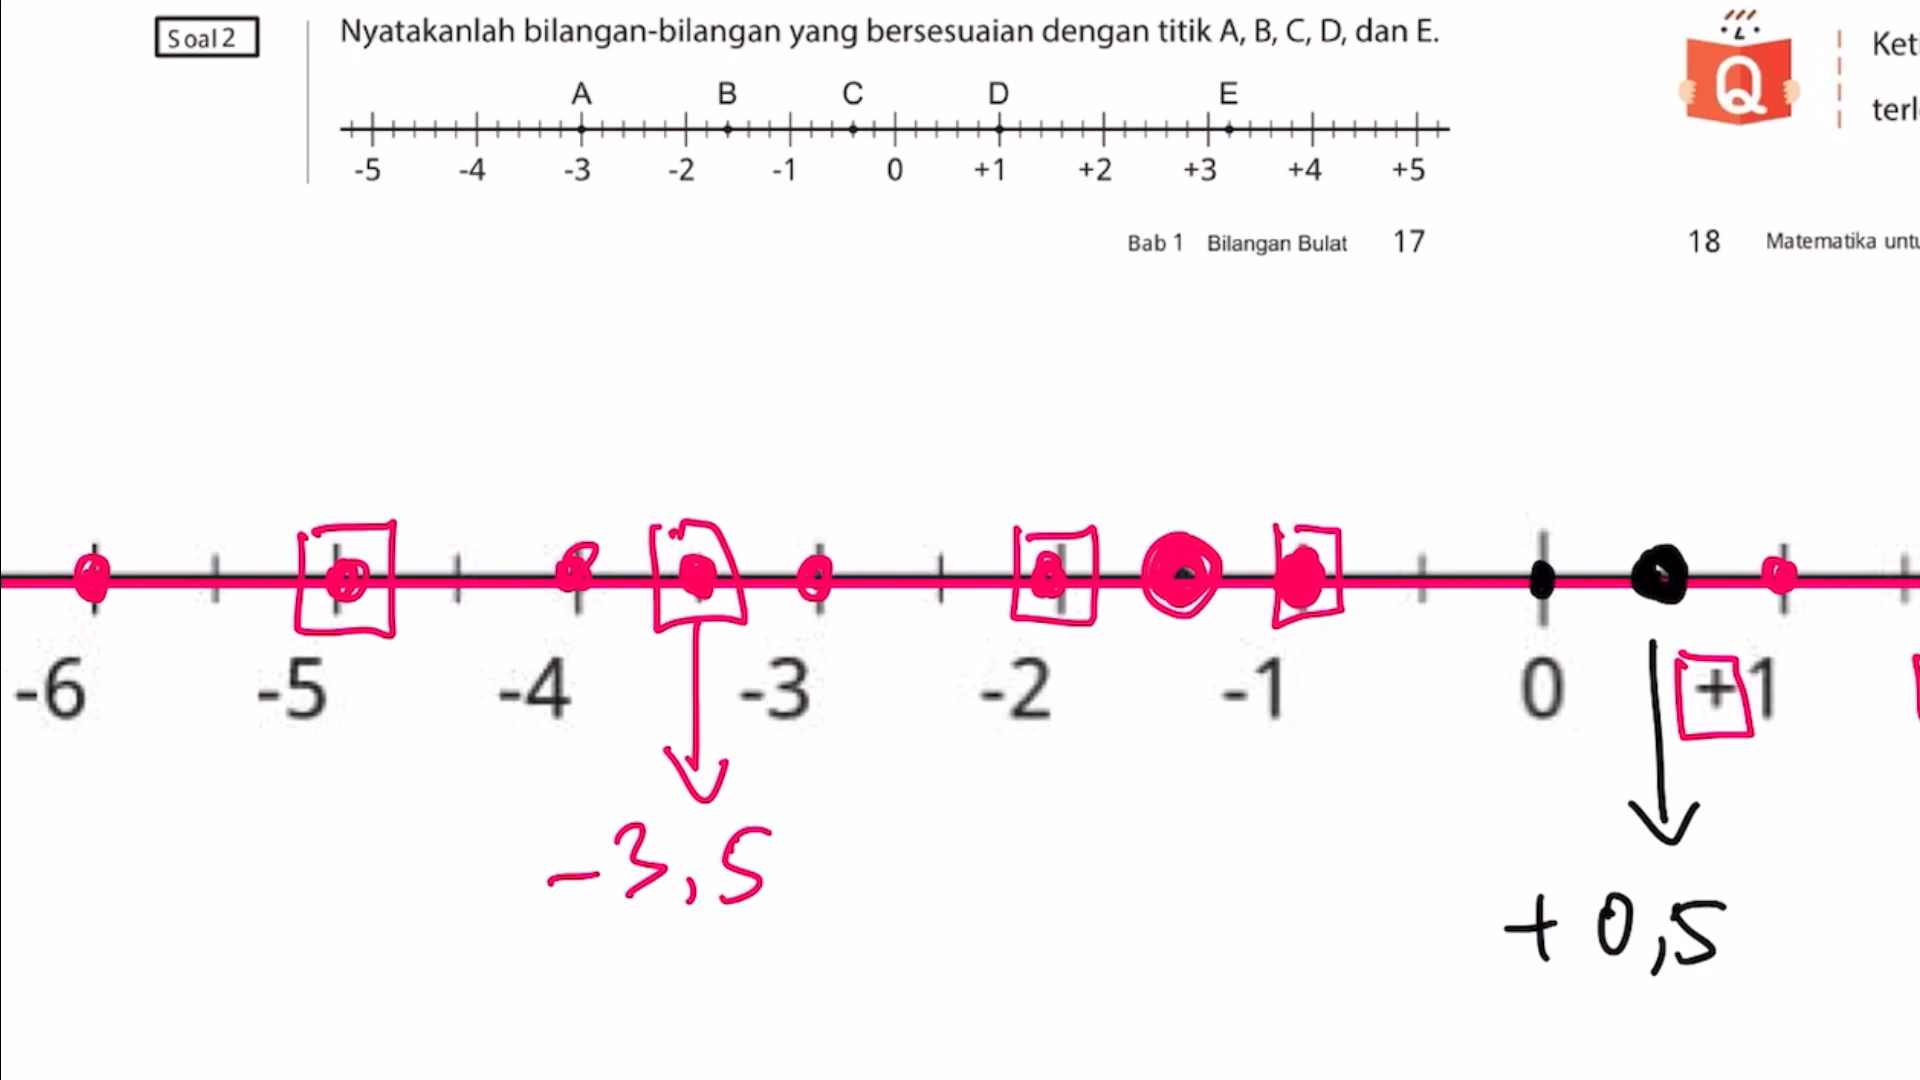 Soal 2
Nyatakanlah bilangan-bilangan yang bersesuaian dengan titik A, B, C, D, dan E.
A B C D E
-5 -4 -3 -2 -1 0 +1 +2 +3 +4 +5
Bab 1 Bilangan Bulat 17
Q
Keti
terl
18 Matematika untu
-6 -5 -4 -3 -2 -1 0 +1
-3,5
+0,5